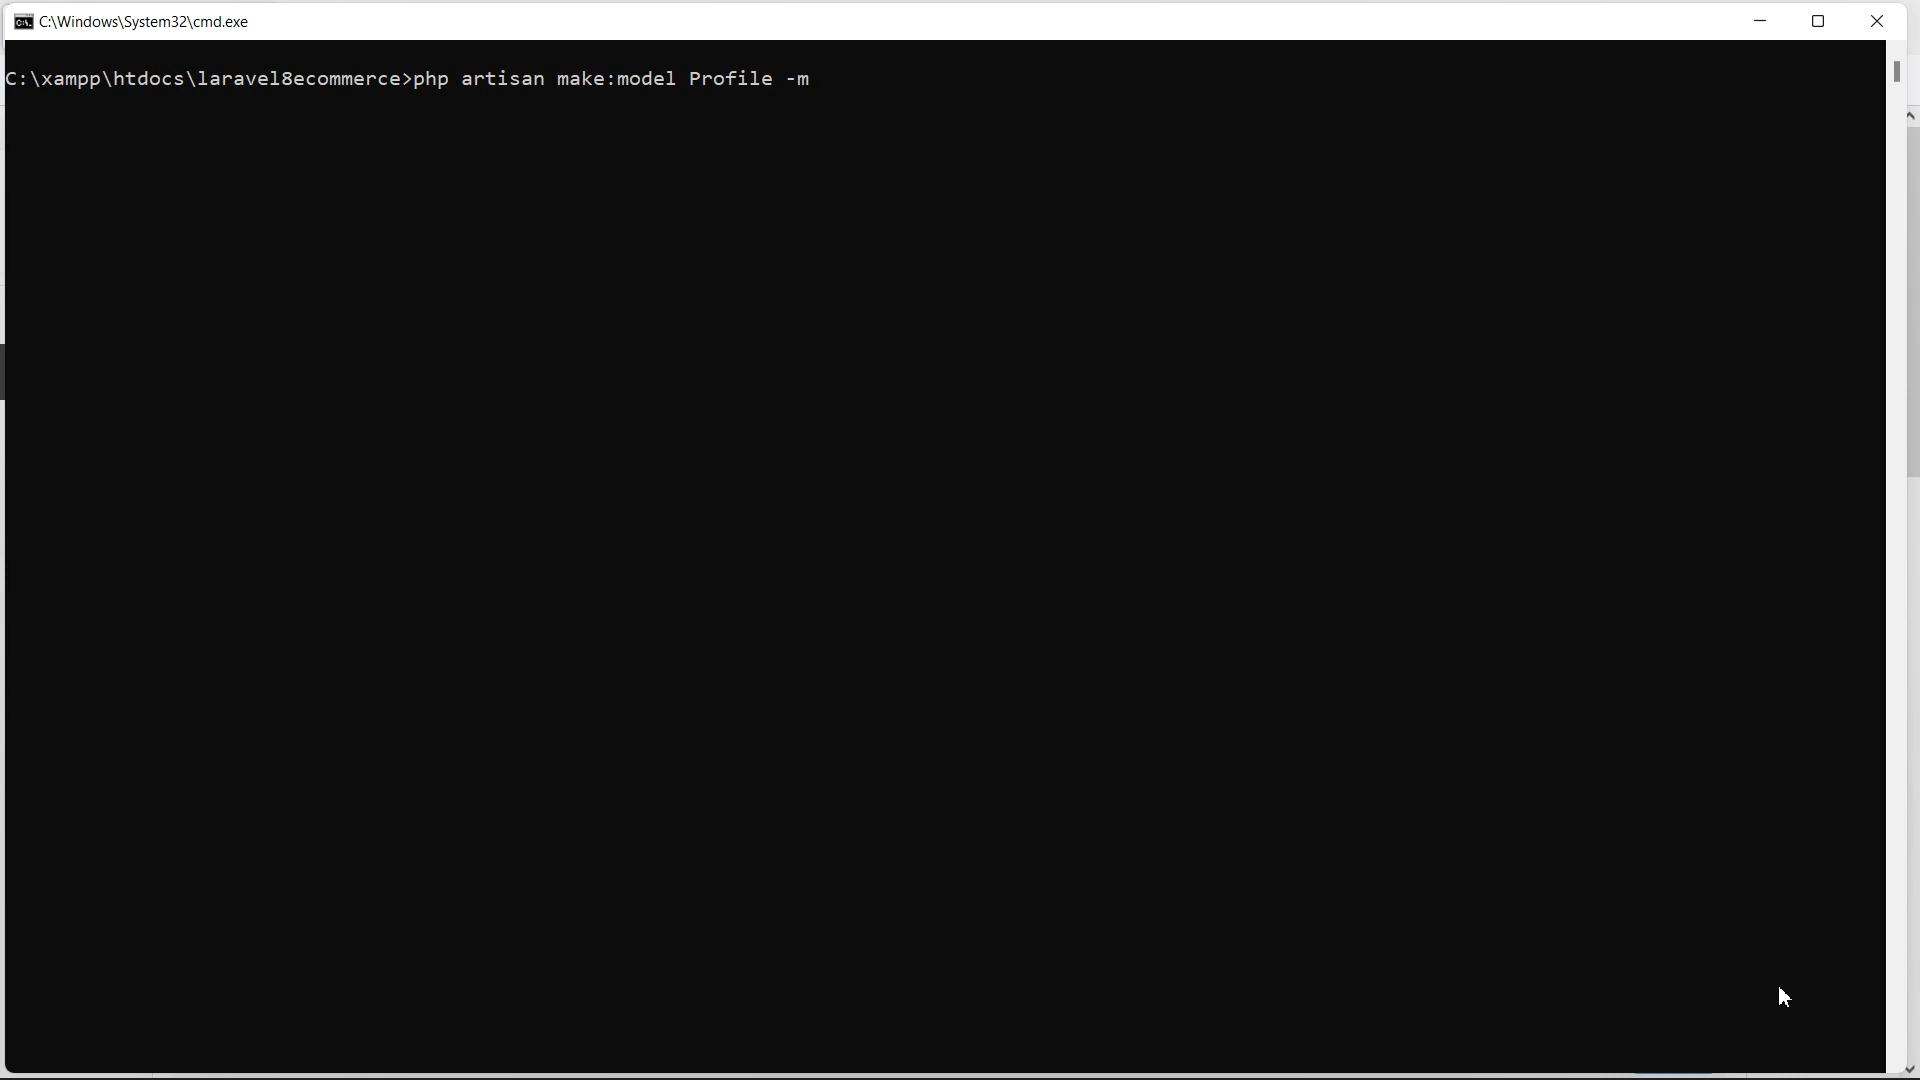 C:\Windows\System32\cmd.exe
C:\xampp\htdocs\laravel8ecommerce>php artisan make:model Profile -m